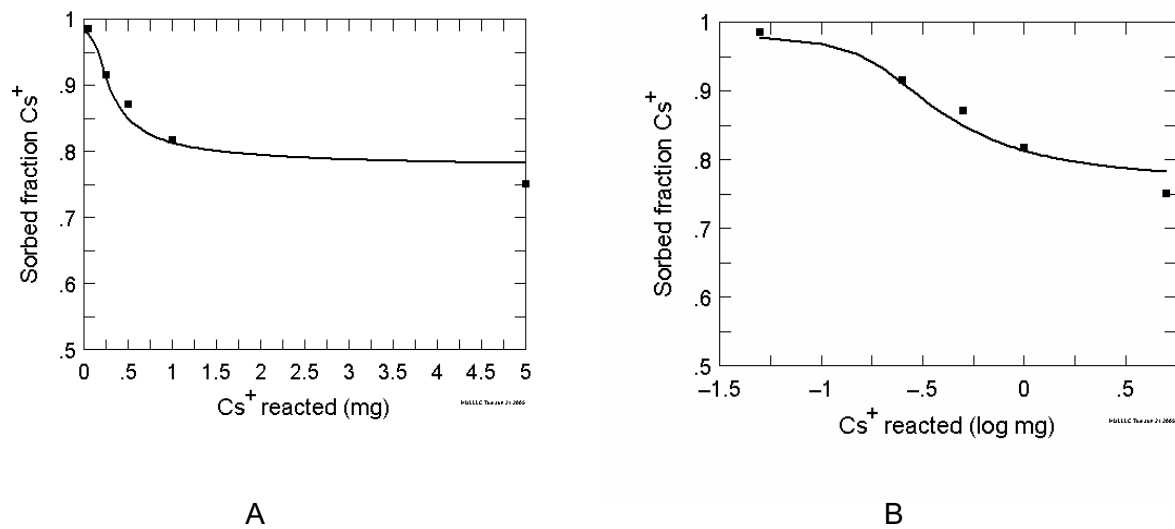 1
.9
.8
.7
.6
.5
0 .5 1 1.5 2 2.5 3 3.5 4 4.5 5
Sorbed fraction Cs+
Cs+ reacted (mg)
A
1
.9
.8
.7
.6
.5
–1.5 –1 –.5 0 .5
Sorbed fraction Cs+
Cs+ reacted (log mg)
B